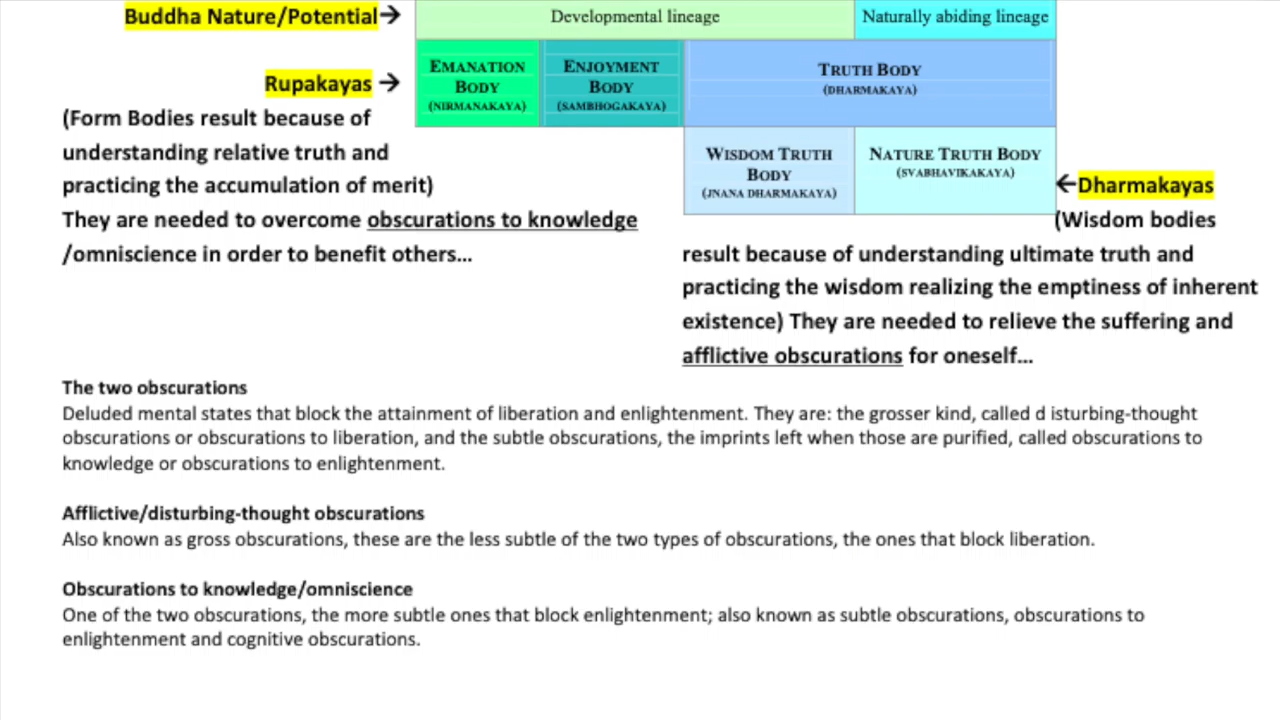 Buddha Nature/Potential→ Developmental lineage Naturally abiding lineage
Rupakayas →
EMANATION BODY (NIRMANAKAYA)
ENJOYMENT BODY (SAMBHOGAKAYA)
TRUTH BODY
(DHARMAKAYA)
(Form Bodies result because of
understanding relative truth and
practicing the accumulation of merit)
They are needed to overcome obscurations to knowledge
/omniscience in order to benefit others...
WISDOM TRUTH
BODY
(JNANA DHARMAKAYA)
NATURE TRUTH BODY
(SVABHAVIKAKAYA)
←Dharmakayas
(Wisdom bodies
result because of understanding ultimate truth and
practicing the wisdom realizing the emptiness of inherent
existence) They are needed to relieve the suffering and
afflictive obscurations for oneself...
The two obscurations
Deluded mental states that block the attainment of liberation and enlightenment. They are: the grosser kind, called d isturbing-thought
obscurations or obscurations to liberation, and the subtle obscurations, the imprints left when those are purified, called obscurations to
knowledge or obscurations to enlightenment.
Afflictive/disturbing-thought obscurations
Also known as gross obscurations, these are the less subtle of the two types of obscurations, the ones that block liberation.
Obscurations to knowledge/omniscience
One of the two obscurations, the more subtle ones that block enlightenment; also known as subtle obscurations, obscurations to
enlightenment and cognitive obscurations.